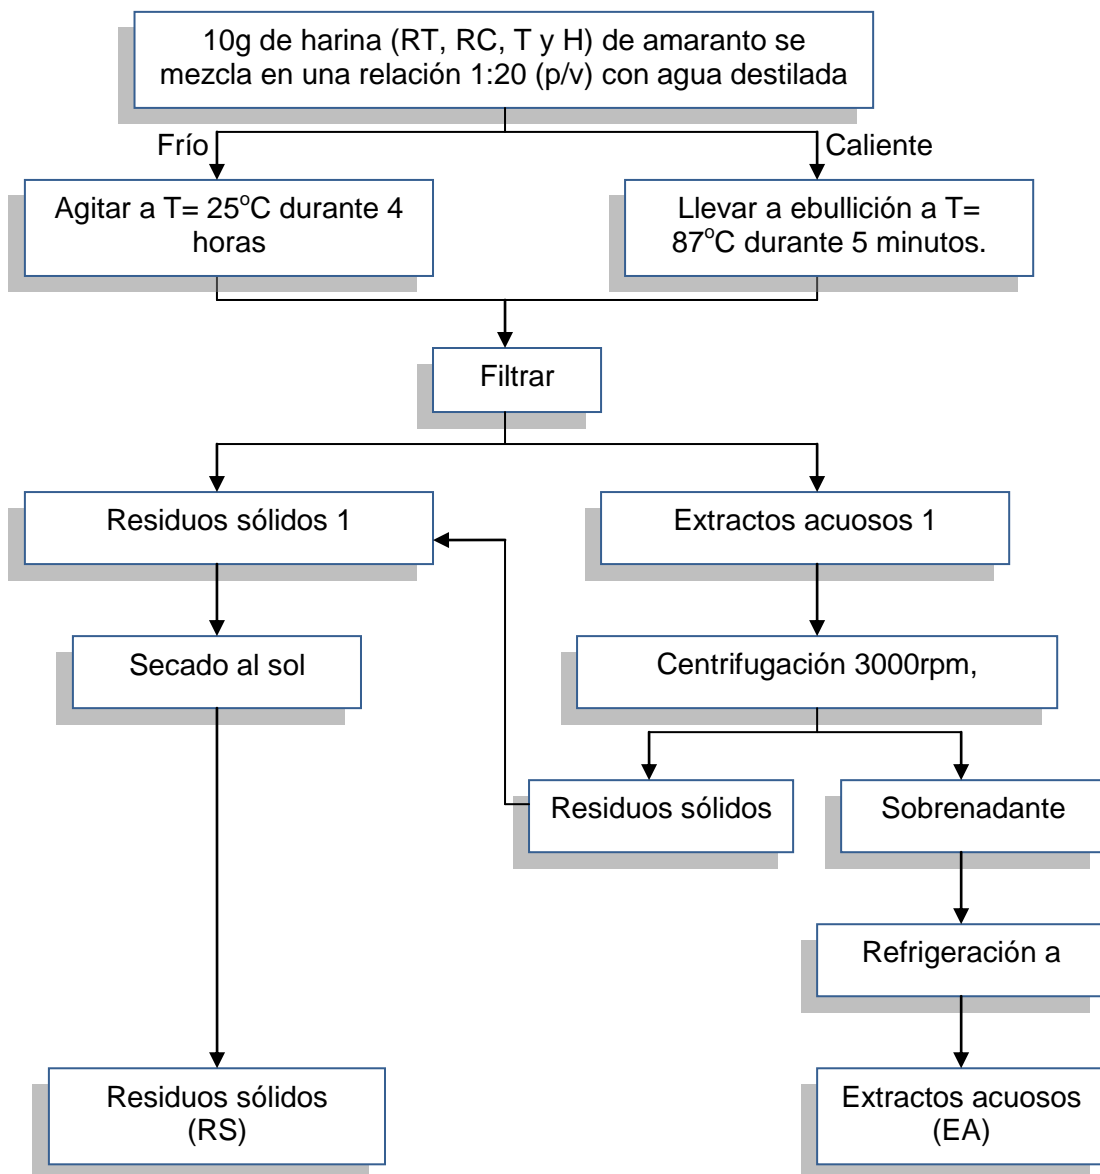 10g de harina (RT, RC, T y H) de amaranto se
mezcla en una relación 1:20 (p/v) con agua destilada
Frío
Caliente
Agitar a T= 25°C durante 4
horas
Llevar a ebullición a T=
87°C durante 5 minutos.
Filtrar
Residuos sólidos 1
Extractos acuosos 1
Secado al sol
Centrifugación 3000rpm,
Residuos sólidos
Sobrenadante
Refrigeración a
Residuos sólidos
(RS)
Extractos acuosos
(EA)